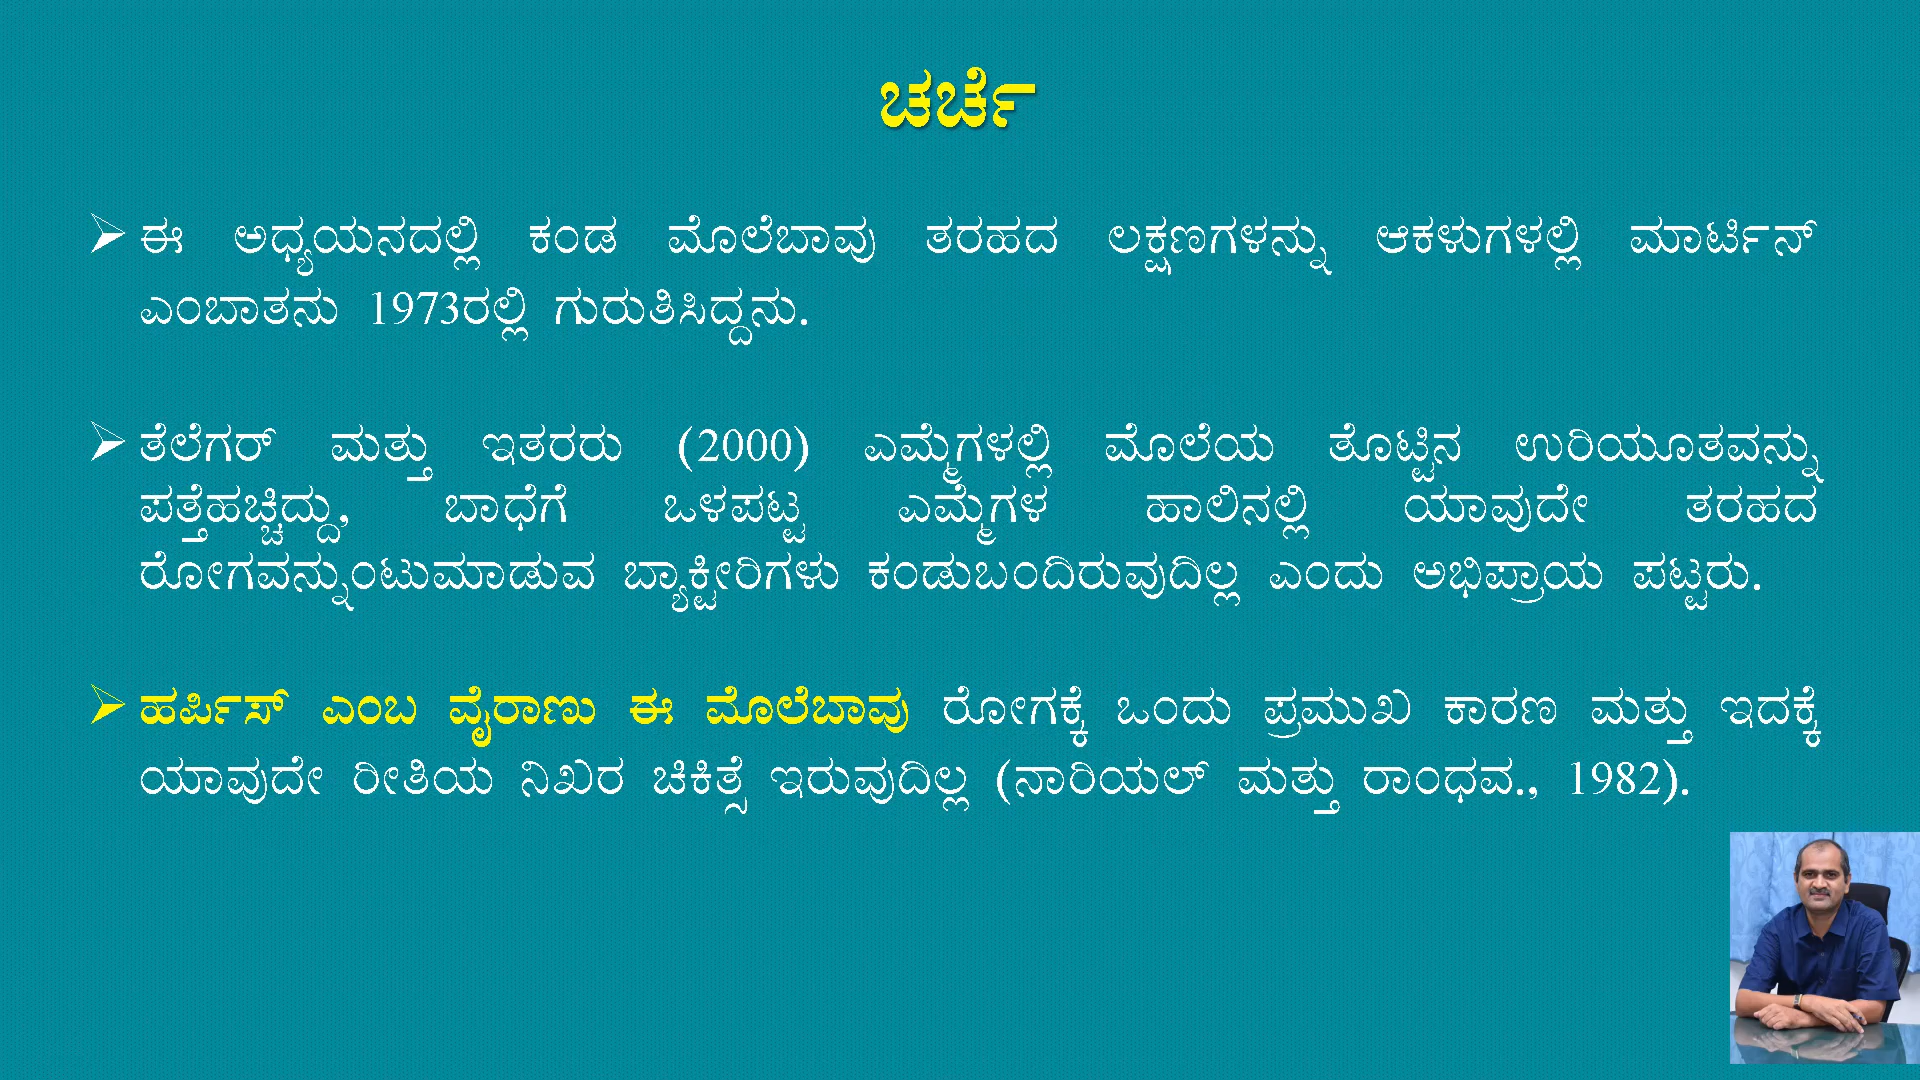 ಚರ್ಚೆ
ಈ ಅಧ್ಯಯನದಲ್ಲಿ ಕಂಡ ಮೊಲೆಬಾವು ತರಹದ ಲಕ್ಷಣಗಳನ್ನು ಆಕಳುಗಳಲ್ಲಿ ಮಾರ್ಟಿನ್
ಎಂಬಾತನು 1973ರಲ್ಲಿ ಗುರುತಿಸಿದ್ದನು.
ತೆಲೆಗರ್ ಮತ್ತು ಇತರರು (2000) ಎಮ್ಮೆಗಳಲ್ಲಿ ಮೊಲೆಯ ತೊಟ್ಟಿನ ಉರಿಯೂತವನ್ನು
ಪತ್ತೆಹಚ್ಚಿದ್ದು, ಬಾಧೆಗೆ ಒಳಪಟ್ಟ ಎಮ್ಮೆಗಳ ಹಾಲಿನಲ್ಲಿ ಯಾವುದೇ ತರಹದ
ರೋಗವನ್ನುಂಟುಮಾಡುವ ಬ್ಯಾಕ್ಟೀರಿಗಳು ಕಂಡುಬಂದಿರುವುದಿಲ್ಲ ಎಂದು ಅಭಿಪ್ರಾಯ ಪಟ್ಟರು.
ಹರ್ಪಿಸ್ ಎಂಬ ವೈರಾಣು ಈ ಮೊಲೆಬಾವು ರೋಗಕ್ಕೆ ಒಂದು ಪ್ರಮುಖ ಕಾರಣ ಮತ್ತು ಇದಕ್ಕೆ
ಯಾವುದೇ ರೀತಿಯ ನಿಖರ ಚಿಕಿತ್ಸೆ ಇರುವುದಿಲ್ಲ (ನಾರಿಯಲ್ ಮತ್ತು ರಾಂಧವ., 1982).